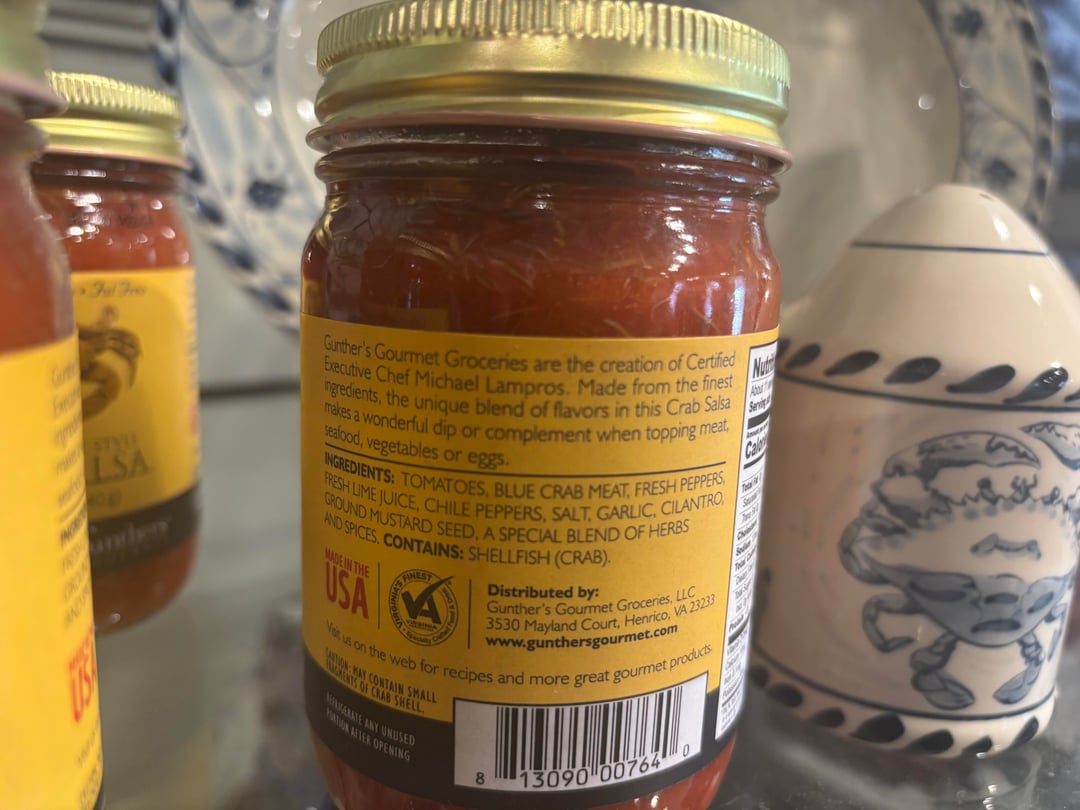 Gunther's Gourmet Groceries are the creation of Certified
Executive Chef Michael Lampros. Made from the finest
ingredients, the unique blend of flavors in this Crab Salsa
makes a wonderful dip or complement when topping meat,
seafood, vegetables or eggs.
INGREDIENTS: TOMATOES, BLUE CRAB MEAT, FRESH PEPPERS,
FRESH LIME JUICE, CHILE PEPPERS, SALT, GARLIC, CILANTRO,
GROUND MUSTARD SEED, A SPECIAL BLEND OF HERBS
AND SPICES. CONTAINS: SHELLFISH (CRAB).
MADE IN THE
USA
VIRGINIA'S FINEST
VA
VIRGINIA
Distributed by:
Gunther's Gourmet Groceries, LLC
3530 Mayland Court, Henrico, VA 23233
www.gunthersgourmet.com
Visit us on the web for recipes and more great gourmet products.
CAUTION: MAY CONTAIN SMALL
FRAGMENTS OF CRAB SHELL.
REFRIGERATE ANY UNUSED
PORTION AFTER OPENING
8 13090 00764 0
Fat Free